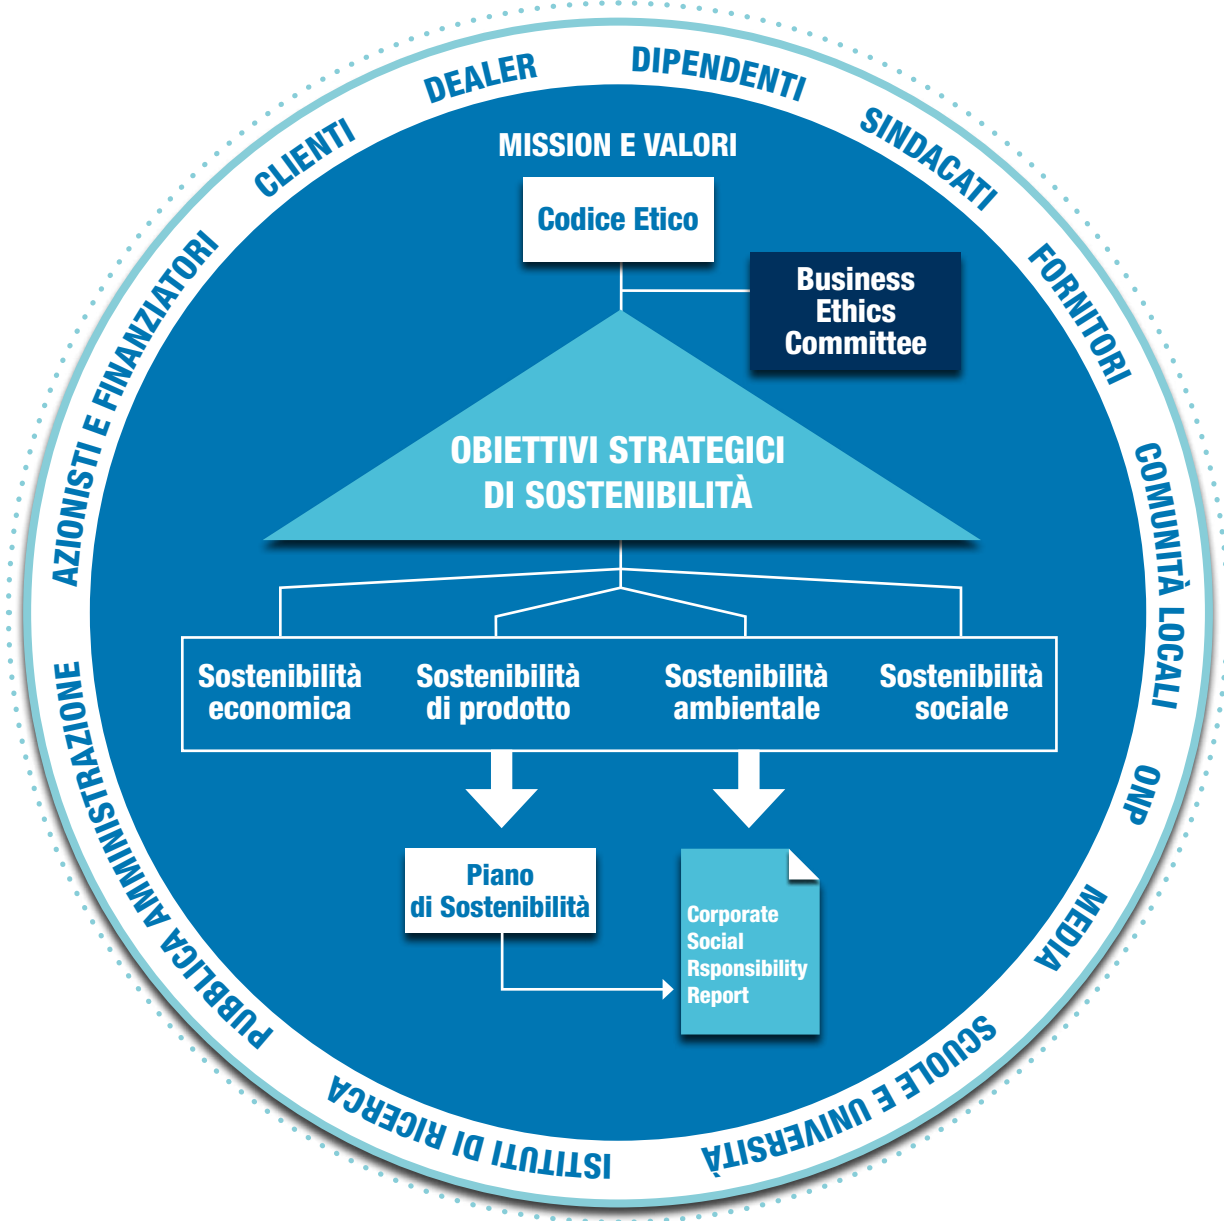 DEALER
DIPENDENTI
SINDACATI
FORNITORI
COMUNITÀ LOCALI
ONP
MEDIA
SCUOLE E UNIVERSITÀ
ISTITUTI DI RICERCA
PUBBLICA AMMINISTRAZIONE
AZIONISTI E FINANZIATORI
CLIENTI
MISSION E VALORI
Codice Etico
Business
Ethics
Committee
OBIETTIVI STRATEGICI
DI SOSTENIBILITÀ
Sostenibilità
economica
Sostenibilità
di prodotto
Sostenibilità
ambientale
Sostenibilità
sociale
Piano
di Sostenibilità
Corporate
Social
Rsponsibility
Report